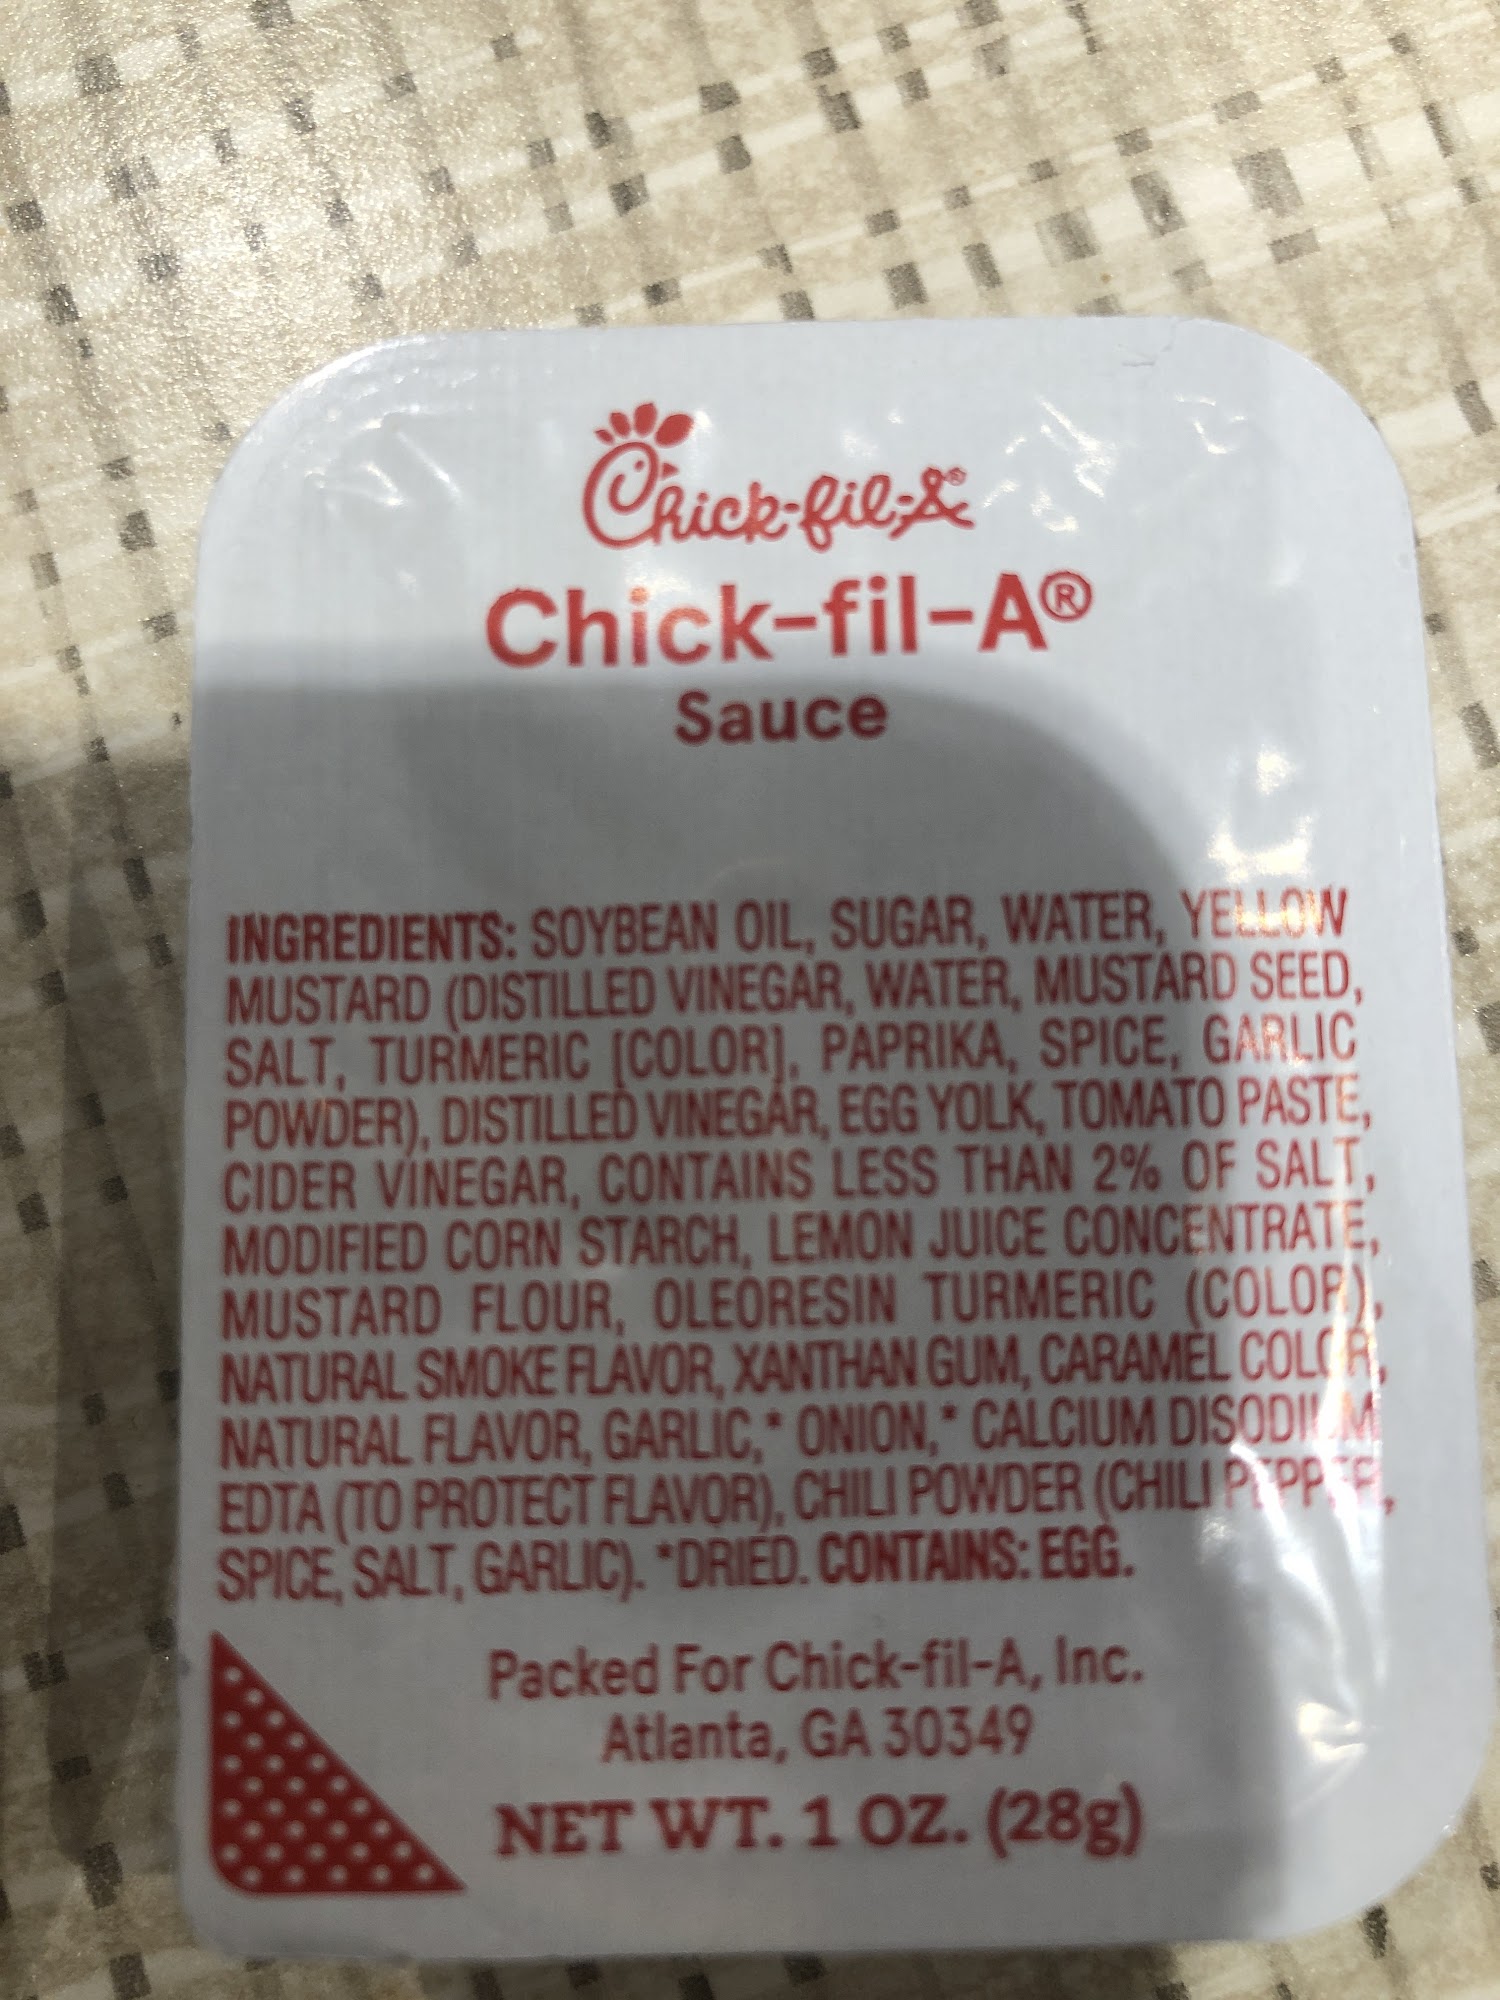 Chick-fil-A®
Chick-fil-A®
Sauce
INGREDIENTS: SOYBEAN OIL, SUGAR, WATER, YELLOW
MUSTARD (DISTILLED VINEGAR, WATER, MUSTARD SEED,
SALT, TURMERIC [COLOR], PAPRIKA, SPICE, GARLIC
POWDER), DISTILLED VINEGAR, EGG YOLK, TOMATO PASTE,
CIDER VINEGAR, CONTAINS LESS THAN 2% OF SALT,
MODIFIED CORN STARCH, LEMON JUICE CONCENTRATE,
MUSTARD FLOUR, OLEORESIN TURMERIC (COLOR),
NATURAL SMOKE FLAVOR, XANTHAN GUM, CARAMEL COLOR,
NATURAL FLAVOR, GARLIC,* ONION,* CALCIUM DISODIUM
EDTA (TO PROTECT FLAVOR), CHILI POWDER (CHILI PEPPER,
SPICE, SALT, GARLIC). *DRIED. CONTAINS: EGG.
Packed For Chick-fil-A, Inc.
Atlanta, GA 30349
NET WT. 1 OZ. (28g)